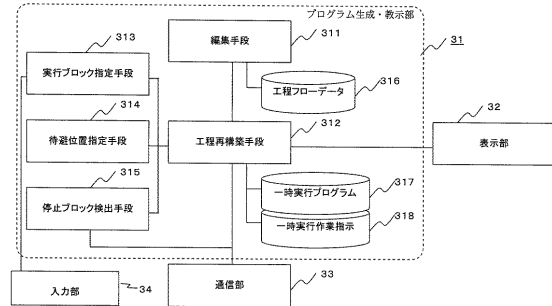 プログラム生成・教示部
31
313
実行ブロック指定手段
編集手段
311
工程フローデータ
316
314
待避位置指定手段
工程再構築手段
312
32
表示部
315
停止ブロック検出手段
一時実行プログラム
317
一時実行作業指示
318
入力部
34
通信部
33